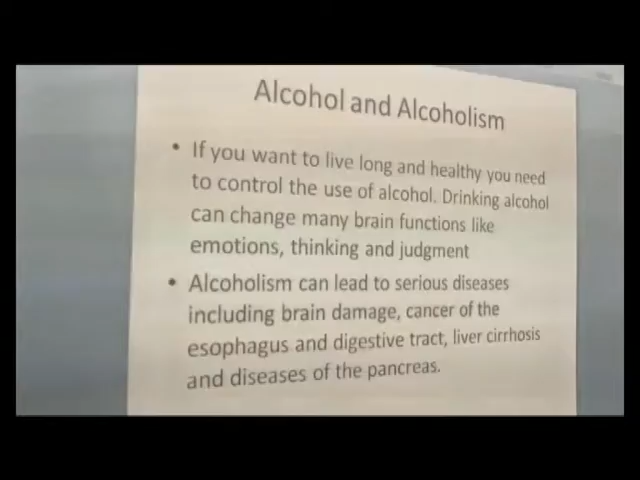 Alcohol and Alcoholism
• If you want to live long and healthy you need
to control the use of alcohol. Drinking alcohol
can change many brain functions like
emotions, thinking and judgment
• Alcoholism can lead to serious diseases
including brain damage, cancer of the
esophagus and digestive tract, liver cirrhosis
and diseases of the pancreas.